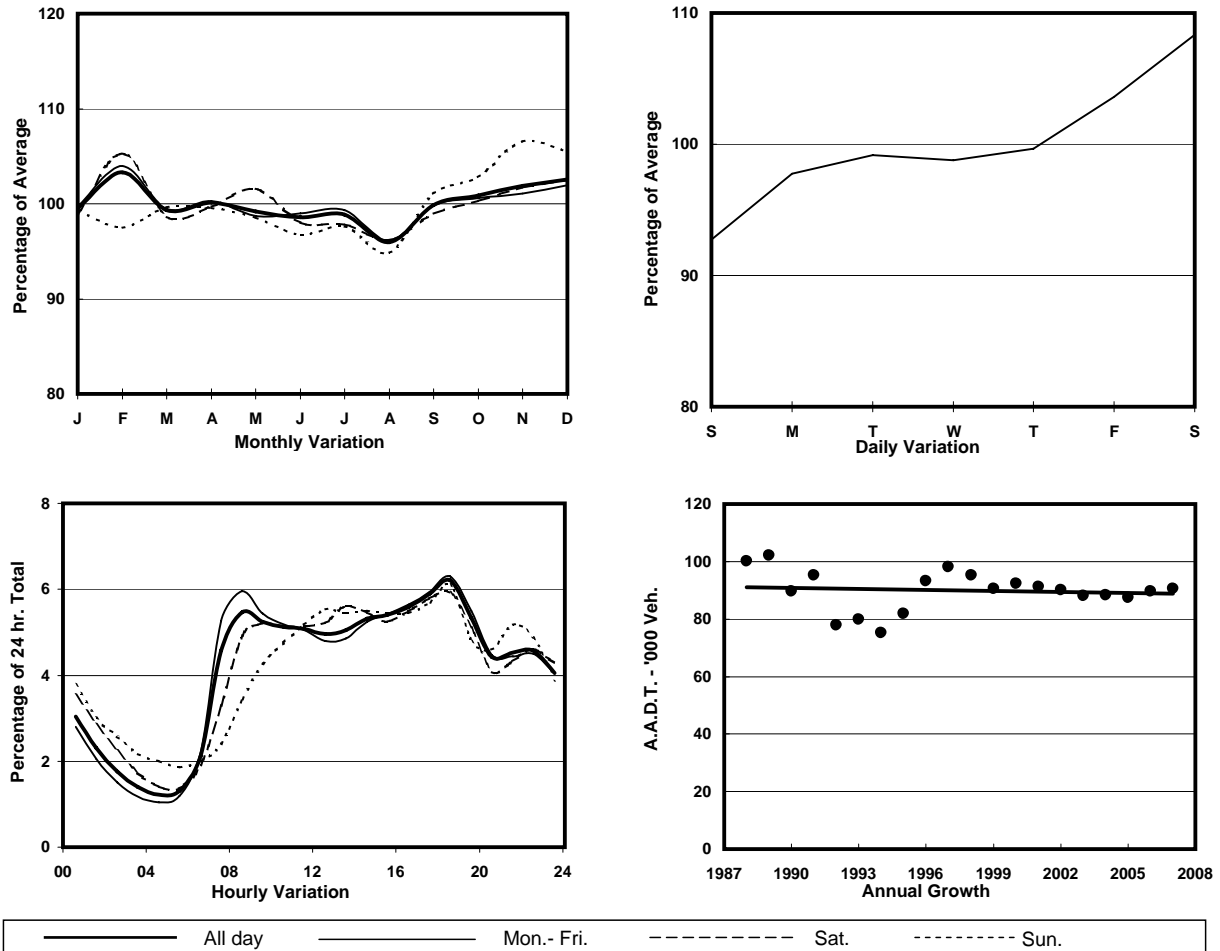 120
110
100
90
80
Percentage of Average
J F M A M J J A S O N D
Monthly Variation
110
100
90
80
Percentage of Average
S M T W T F S
Daily Variation
8
6
4
2
0
Percentage of 24 hr. Total
00 04 08 12 16 20 24
Hourly Variation
120
100
80
60
40
20
0
A.A.D.T. - '000 Veh.
1987 1990 1993 1996 1999 2002 2005 2008
Annual Growth
All day Mon.- Fri. Sat. Sun.